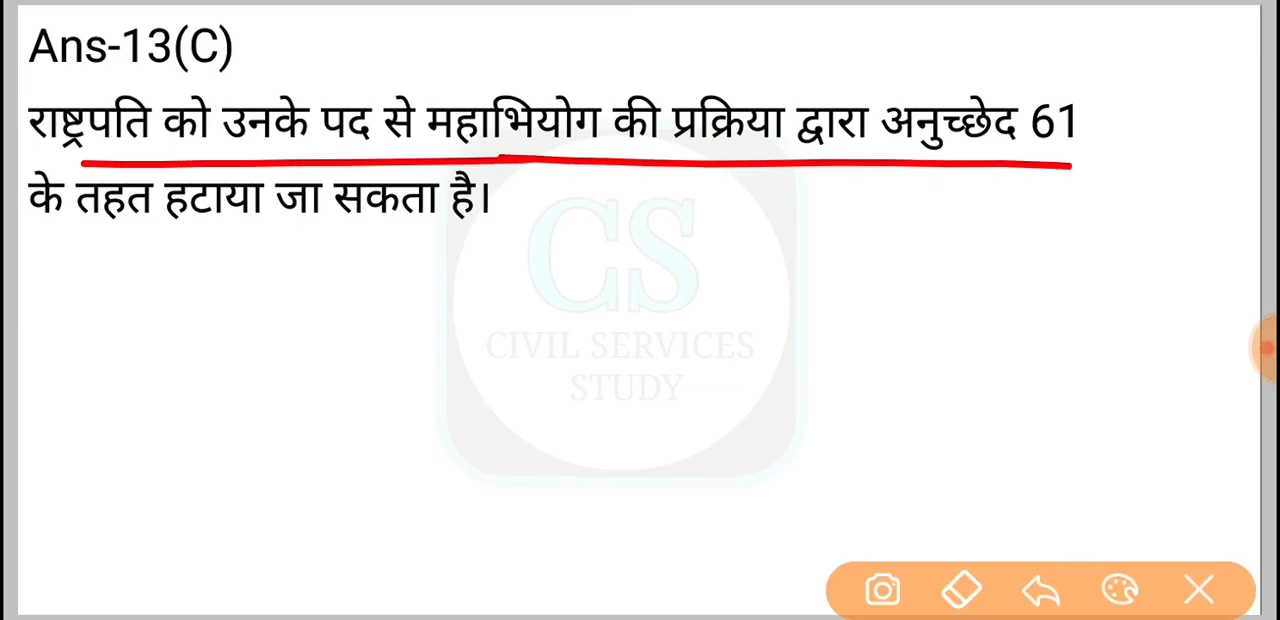 Ans-13(C)
राष्ट्रपति को उनके पद से महाभियोग की प्रक्रिया द्वारा अनुच्छेद 61
के तहत हटाया जा सकता है।
CS
CIVIL SERVICES
STUDY